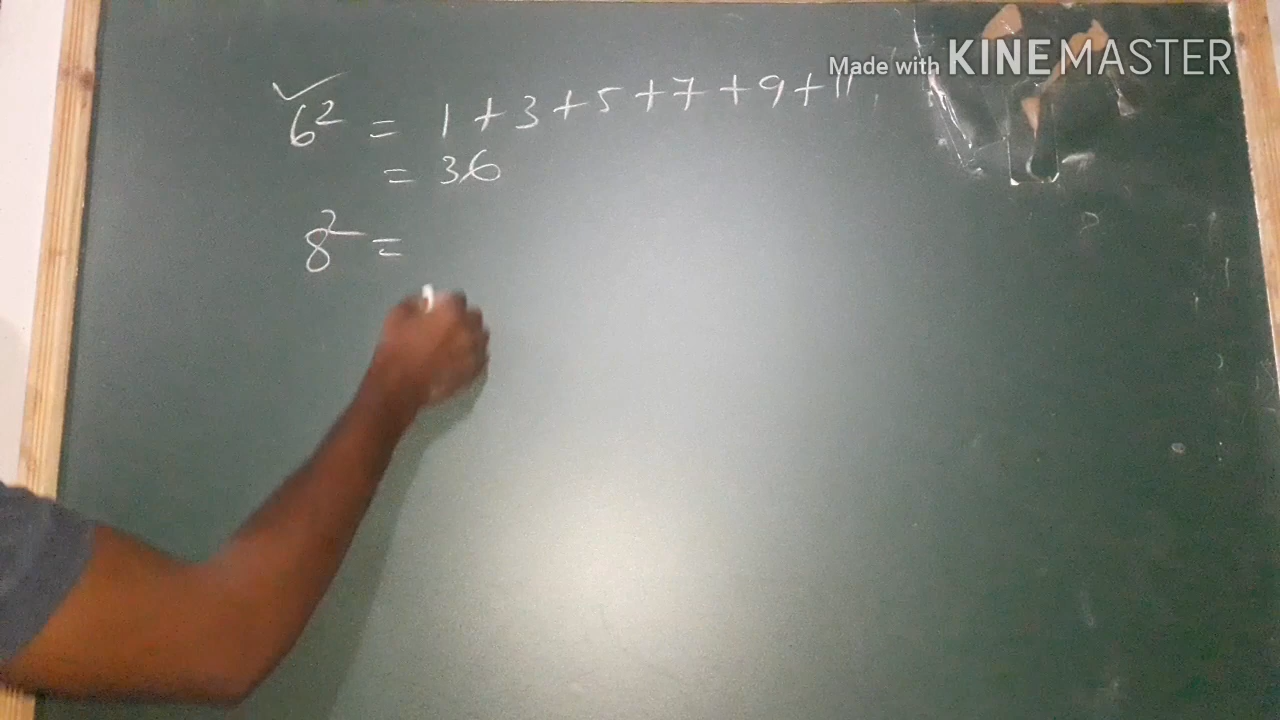 Made with KINEMASTER
6² = 1 + 3 + 5 + 7 + 9 + 11
= 36
8² =